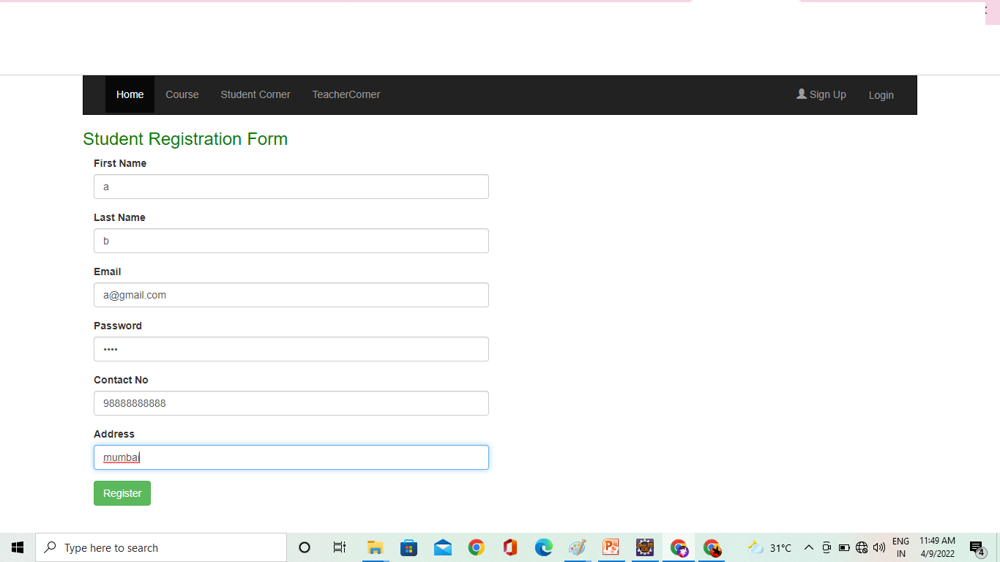 Home Course Student Corner TeacherCorner Sign Up Login
Student Registration Form
First Name
a
Last Name
b
Email
a@gmail.com
Password
••••
Contact No
98888888888
Address
mumbai
Register
Type here to search
31°C
ENG
IN
11:49 AM
4/9/2022
4